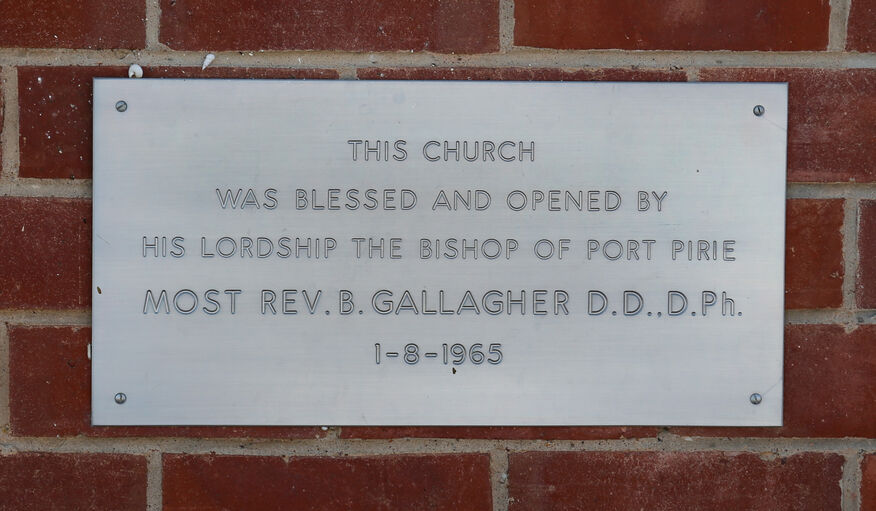 THIS CHURCH
WAS BLESSED AND OPENED BY
HIS LORDSHIP THE BISHOP OF PORT PIRIE
MOST REV. B. GALLAGHER D.D.,D.Ph.
1-8-1965